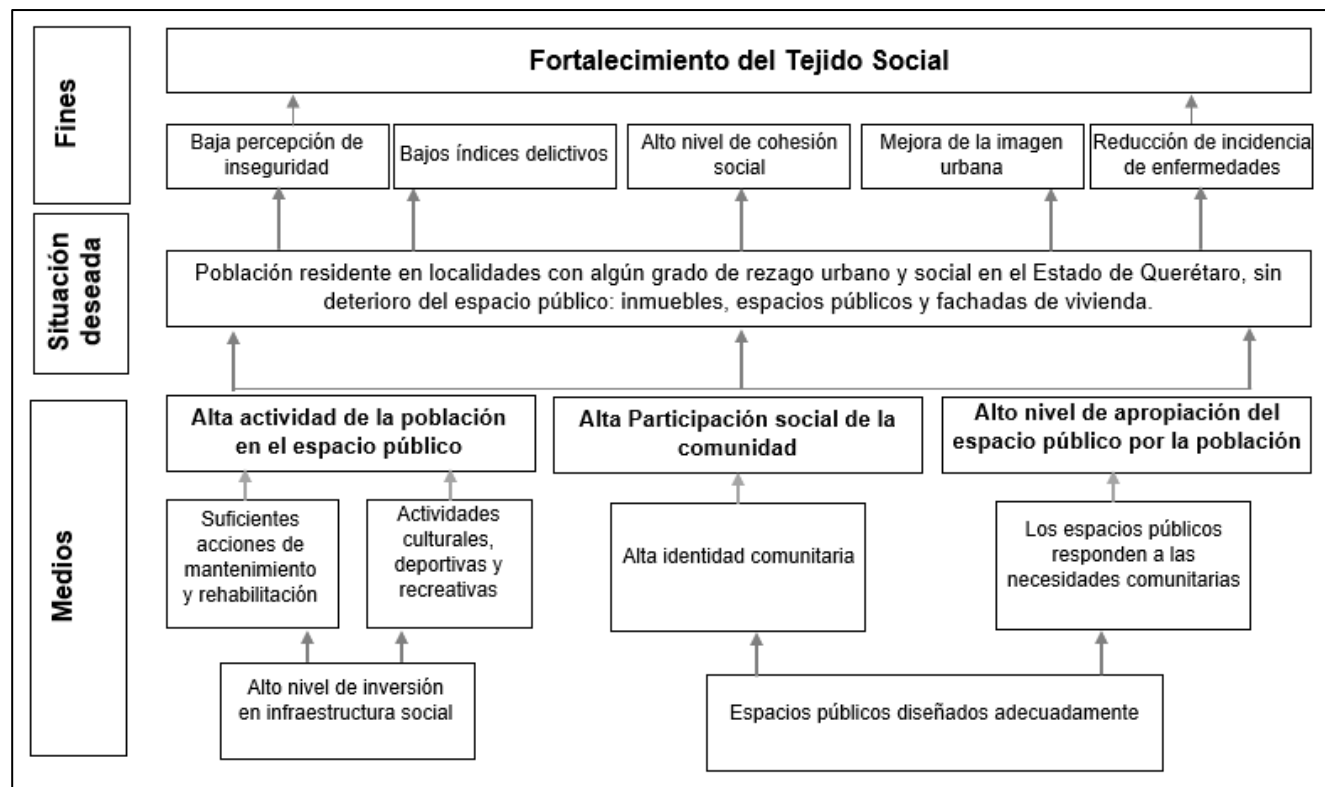 Fines
Fortalecimiento del Tejido Social
Baja percepción de
inseguridad
Bajos índices delictivos
Alto nivel de cohesión
social
Mejora de la imagen
urbana
Reducción de incidencia
de enfermedades
Situación
deseada
Población residente en localidades con algún grado de rezago urbano y social en el Estado de Querétaro, sin
deterioro del espacio público: inmuebles, espacios públicos y fachadas de vivienda.
Medios
Alta actividad de la población
en el espacio público
Alta Participación social de la
comunidad
Alto nivel de apropiación del
espacio público por la población
Suficientes
acciones de
mantenimiento
y rehabilitación
Actividades
culturales,
deportivas y
recreativas
Alta identidad comunitaria
Los espacios públicos
responden a las
necesidades comunitarias
Alto nivel de inversión
en infraestructura social
Espacios públicos diseñados adecuadamente